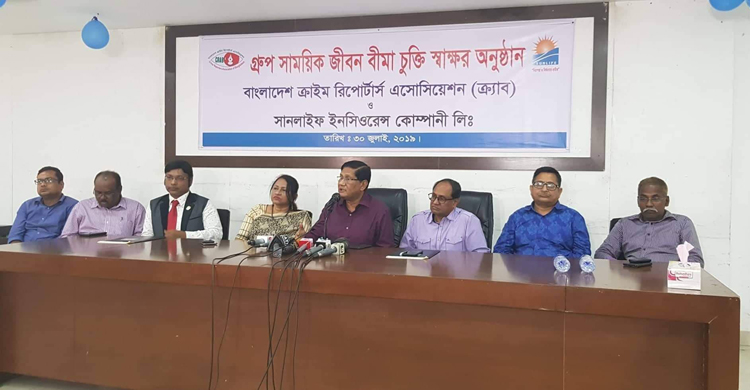 গ্রুপ সাময়িক জীবন বীমা চুক্তি স্বাক্ষর অনুষ্ঠান
বাংলাদেশ ক্রাইম রিপোর্টার্স এসোসিয়েশন (ক্র্যাব)
ও
সানলাইফ ইনসিওরেন্স কোম্পানী লিঃ
তারিখ ঃ ৩০ জুলাই, ২০১৯।